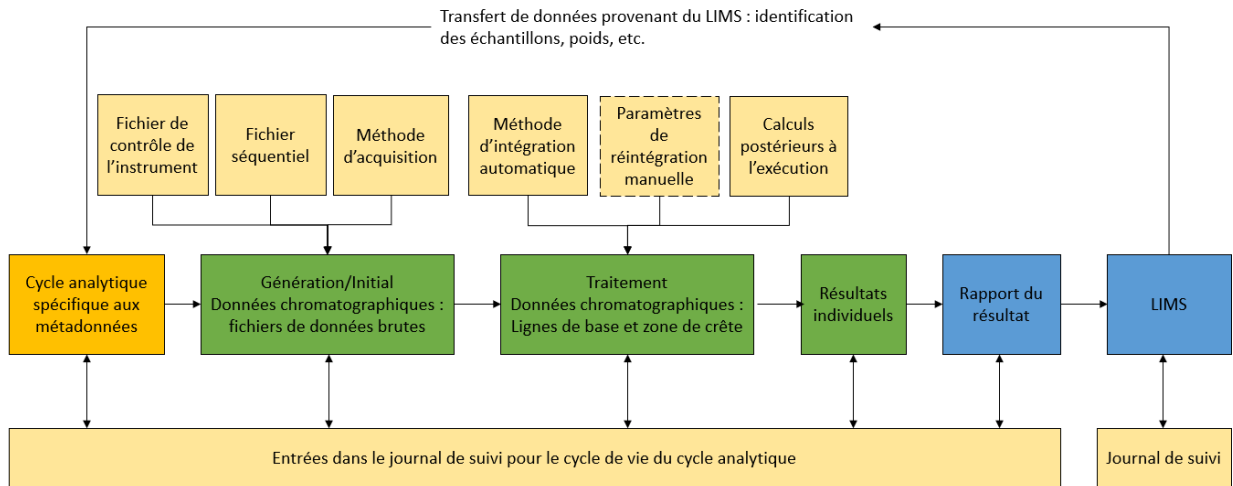 Transfert de données provenant du LIMS : identification
des échantillons, poids, etc.
Fichier de
contrôle de
l'instrument
Fichier
séquentiel
Méthode
d'acquisition
Méthode
d'intégration
automatique
Paramètres
de
réintégration
manuelle
Calculs
postérieurs à
l'exécution
Cycle analytique
spécifique aux
métadonnées
Génération/Initial
Données chromatographiques :
fichiers de données brutes
Traitement
Données chromatographiques :
Lignes de base et zone de crête
Résultats
individuels
Rapport du
résultat
LIMS
Entrées dans le journal de suivi pour le cycle de vie du cycle analytique
Journal de suivi